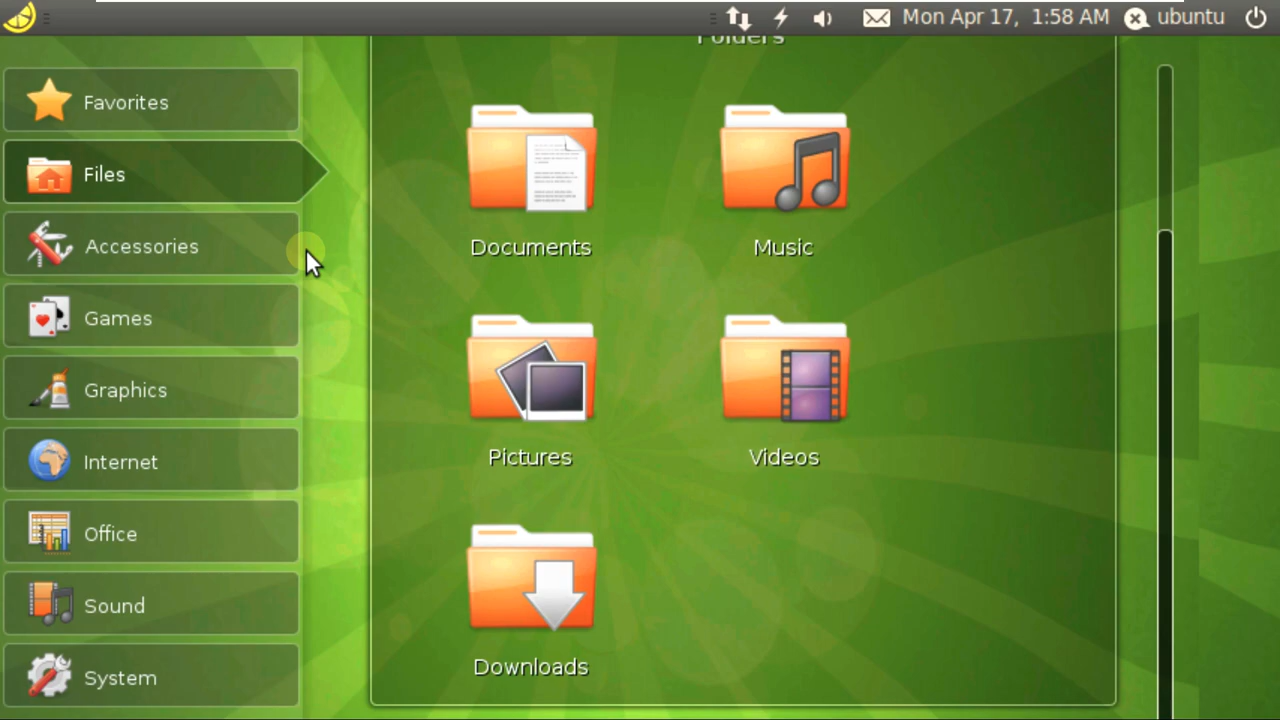 Mon Apr 17, 1:58 AM ubuntu
Folders
Favorites
Files
Accessories
Games
Graphics
Internet
Office
Sound
System
Documents Music
Pictures Videos
Downloads